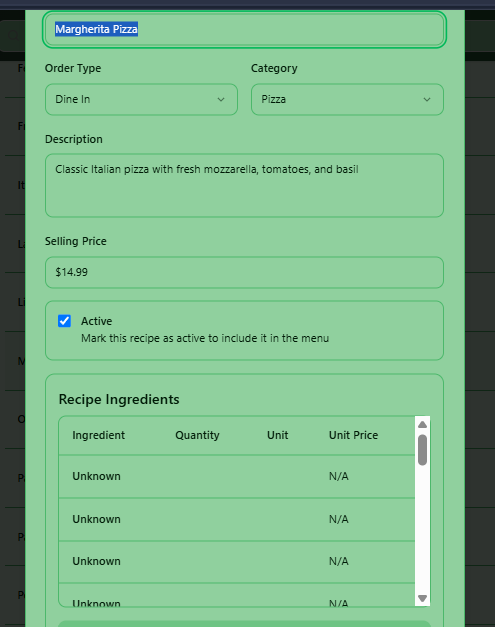 Margherita Pizza
Order Type
Category
Dine In
Pizza
Description
Classic Italian pizza with fresh mozzarella, tomatoes, and basil
Selling Price
$14.99
Active
Mark this recipe as active to include it in the menu
Recipe Ingredients
Ingredient Quantity Unit Unit Price
Unknown N/A
Unknown N/A
Unknown N/A
Unknown N/A